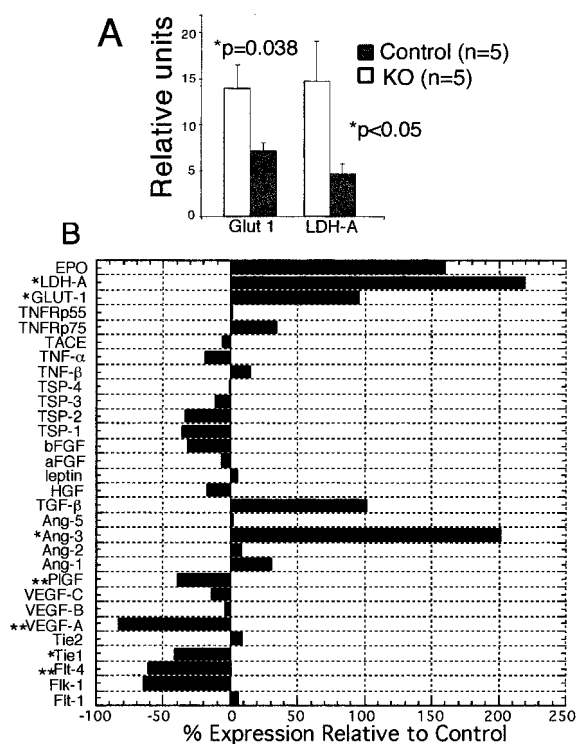 A
Relative units
20
15
10
5
0
*p=0.038
Control (n=5)
KO (n=5)
*p<0.05
Glut 1 LDH-A
B
EPO
*LDH-A
*GLUT-1
TNFRp55
TNFRp75
TACE
TNF-α
TNF-β
TSP-4
TSP-3
TSP-2
TSP-1
bFGF
aFGF
leptin
HGF
TGF-β
Ang-5
*Ang-3
Ang-2
Ang-1
**PlGF
VEGF-C
VEGF-B
**VEGF-A
Tie2
*Tie1
**Flt-4
Flk-1
Flt-1
-100 -50 0 50 100 150 200 250
% Expression Relative to Control